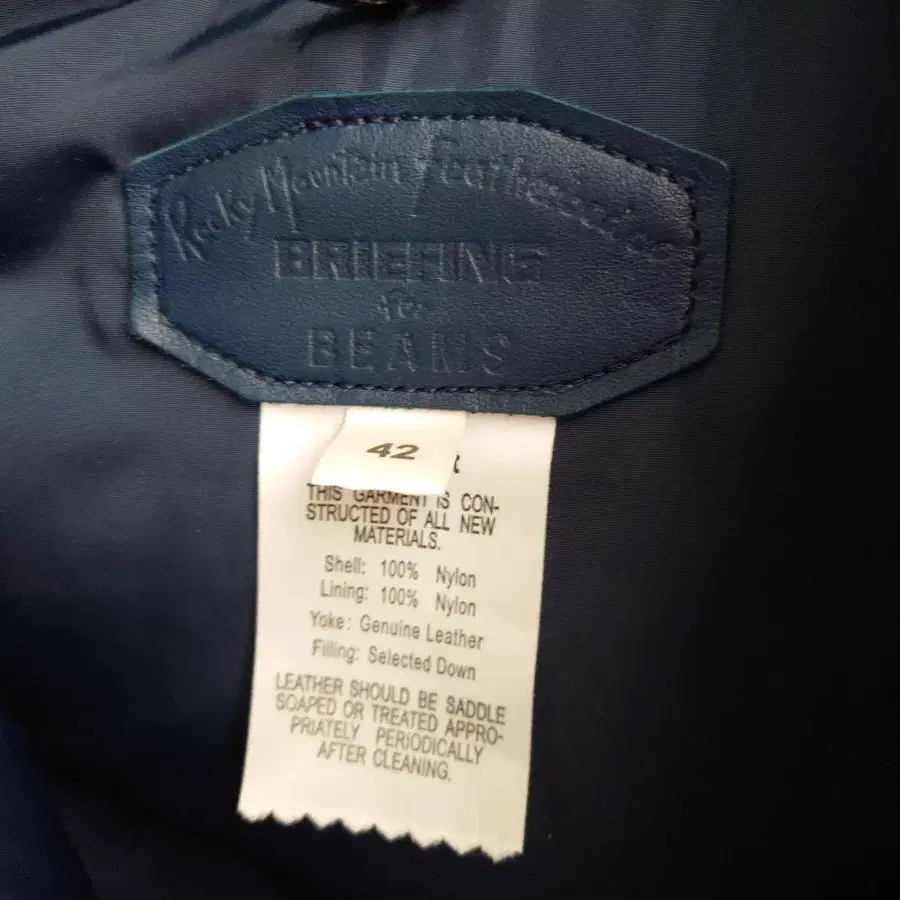 Rocky Mountain Featherbed
BRIEFING
for
BEAMS
42
THIS GARMENT IS CON-
STRUCTED OF ALL NEW
MATERIALS.
Shell: 100% Nylon
Lining: 100% Nylon
Yoke: Genuine Leather
Filling: Selected Down
LEATHER SHOULD BE SADDLE
SOAPED OR TREATED APPRO-
PRIATELY PERIODICALLY
AFTER CLEANING.